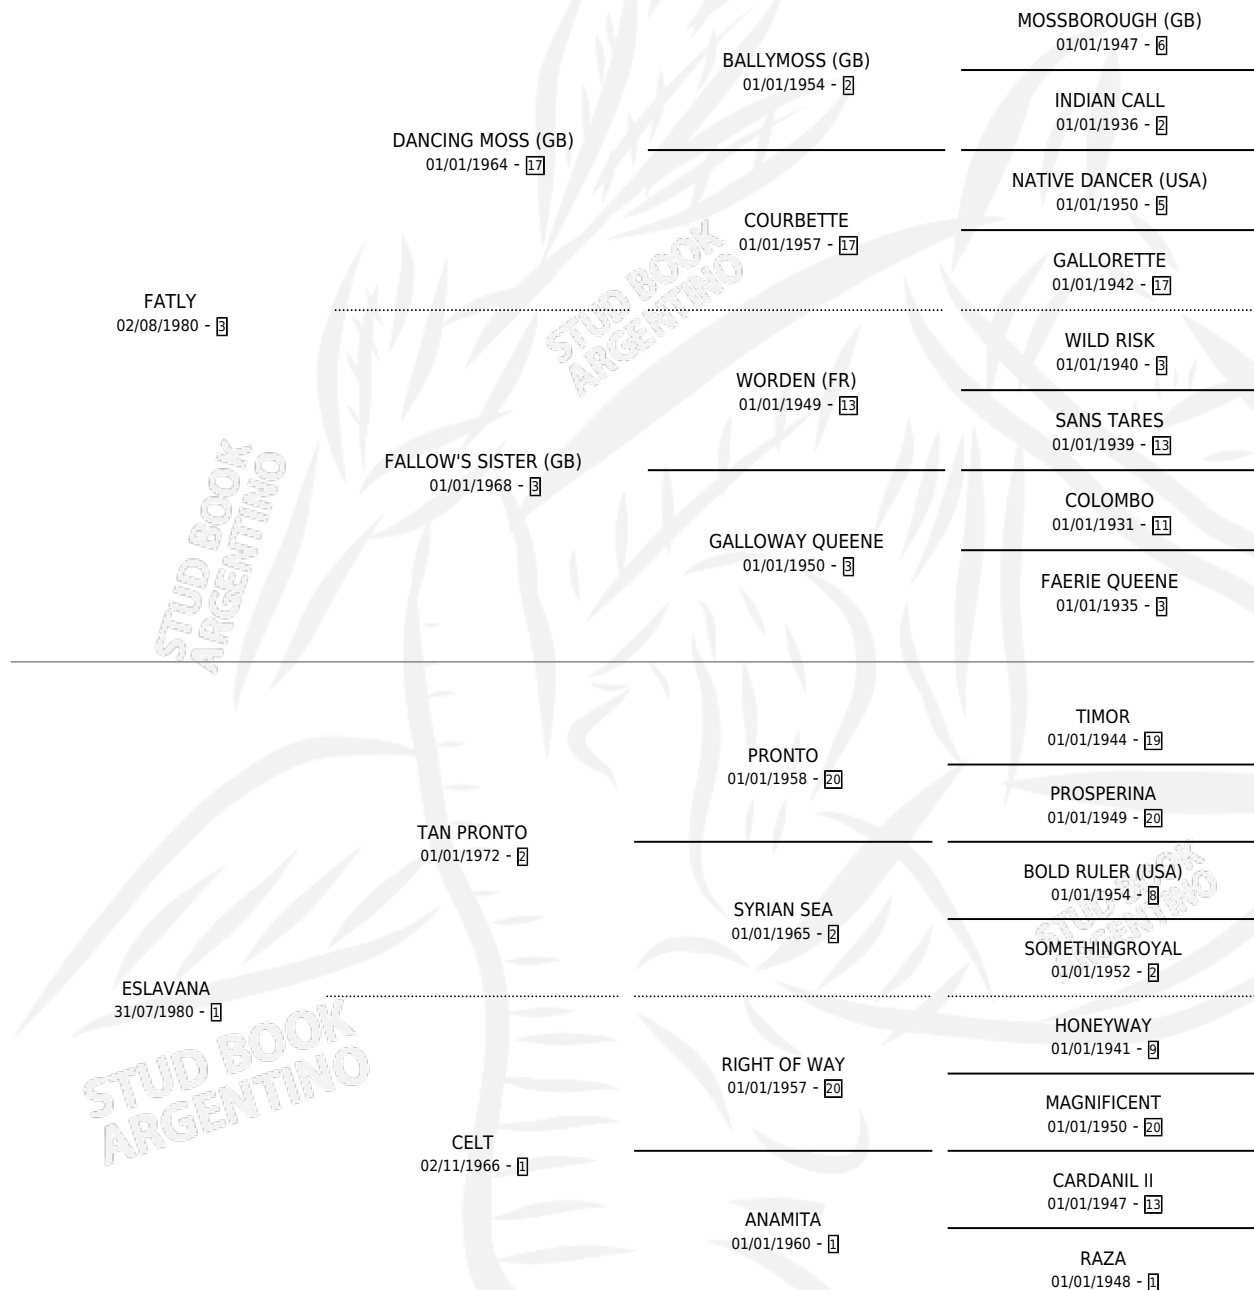 MOSSBOROUGH (GB)
01/01/1947 - 6
BALLYMOSS (GB)
01/01/1954 - 2
INDIAN CALL
01/01/1936 - 2
DANCING MOSS (GB)
01/01/1964 - 17
NATIVE DANCER (USA)
01/01/1950 - 5
COURBETTE
01/01/1957 - 17
GALLORETTE
01/01/1942 - 17
FATLY
02/08/1980 - 3
WILD RISK
01/01/1940 - 3
WORDEN (FR)
01/01/1949 - 13
SANS TARES
01/01/1939 - 13
FALLOW'S SISTER (GB)
01/01/1968 - 3
COLOMBO
01/01/1931 - 11
GALLOWAY QUEENE
01/01/1950 - 3
FAERIE QUEENE
01/01/1935 - 3
TIMOR
01/01/1944 - 19
PRONTO
01/01/1958 - 20
PROSPERINA
01/01/1949 - 20
TAN PRONTO
01/01/1972 - 2
BOLD RULER (USA)
01/01/1954 - 8
SYRIAN SEA
01/01/1965 - 2
SOMETHINGROYAL
01/01/1952 - 2
ESLAVANA
31/07/1980 - 1
HONEYWAY
01/01/1941 - 9
RIGHT OF WAY
01/01/1957 - 20
MAGNIFICENT
01/01/1950 - 20
CELT
02/11/1966 - 1
CARDANIL II
01/01/1947 - 13
ANAMITA
01/01/1960 - 1
RAZA
01/01/1948 - 1
STUD BOOK
ARGENTINO
STUD BOOK
ARGENTINO
STUD BOOK
ARGENTINO
STUD BOOK
ARGENTINO